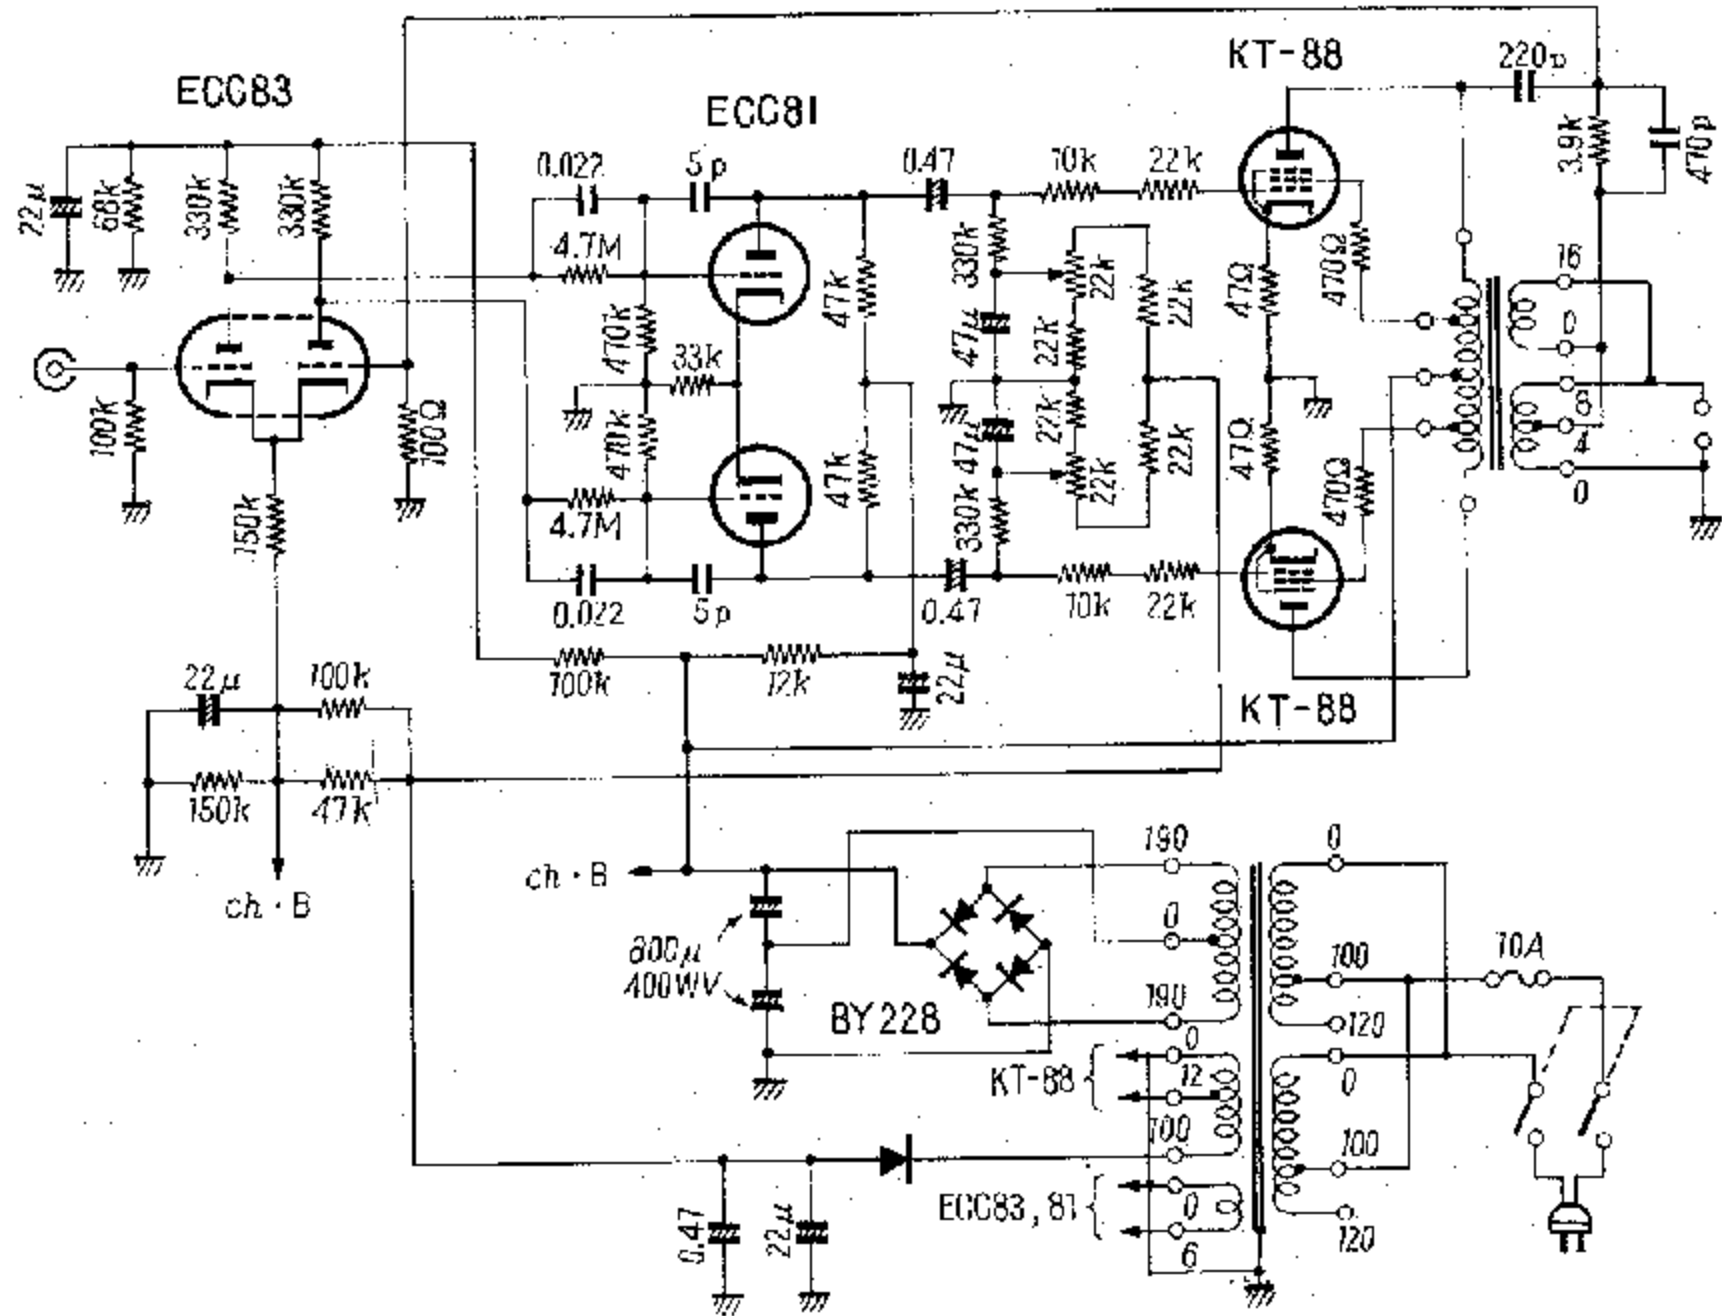 ECC83
ECC81
KT-88
220p
3.9k
470p
22μ
68k
330k
330k
0.022
5p
0.47
10k
22k
4.7M
47k
330k
22k
22k
47Ω
470Ω
16
0
470k
33k
47μ
22k
100k
100Ω
470k
47k
47μ
22k
22k
22k
47Ω
470Ω
8
4
0
150k
4.7M
330k
0.022
5p
0.47
10k
22k
22μ
100k
100k
12k
22μ
KT-88
150k
47k
ch・B
ch・B
800μ
400WV
BY228
190
0
190
0
100
120
10A
KT-88
0
12
100
0
100
120
ECC83, 81
0
6
0.47
22μ